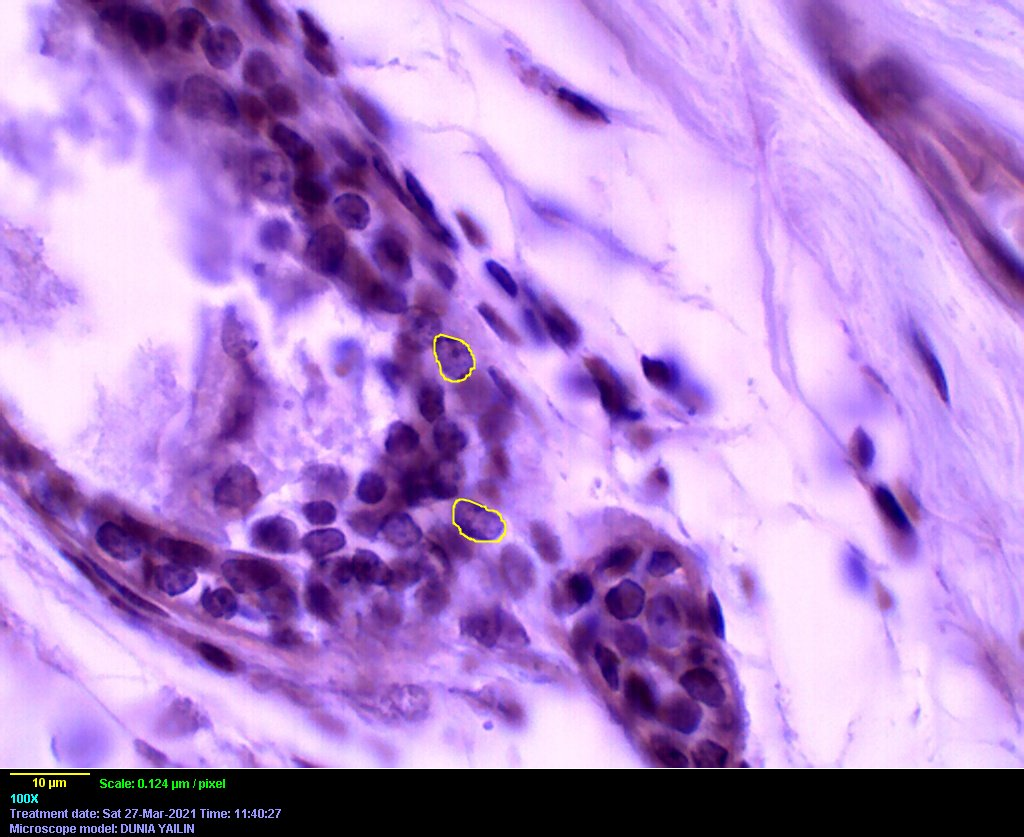 10 µm Scale: 0.124 µm / pixel
100X
Treatment date: Sat 27-Mar-2021 Time: 11:40:27
Microscope model: DUNIA YAILIN